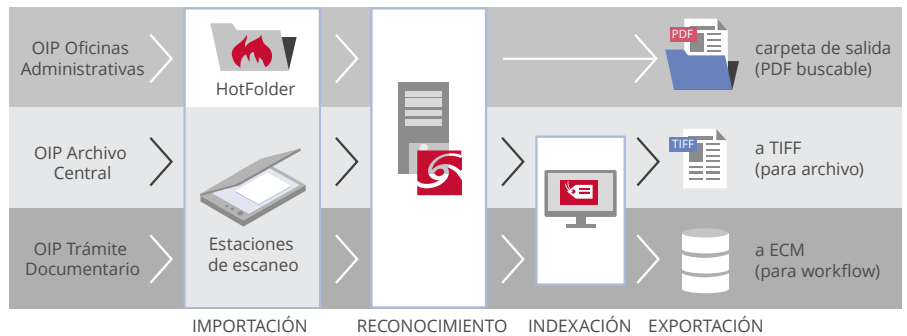 OIP Oficinas
Administrativas
HotFolder
PDF
carpeta de salida
(PDF buscable)
OIP Archivo
Central
TIFF
a TIFF
(para archivo)
OIP Trámite
Documentario
Estaciones
de escaneo
a ECM
(para workflow)
IMPORTACIÓN
RECONOCIMIENTO
INDEXACIÓN
EXPORTACIÓN